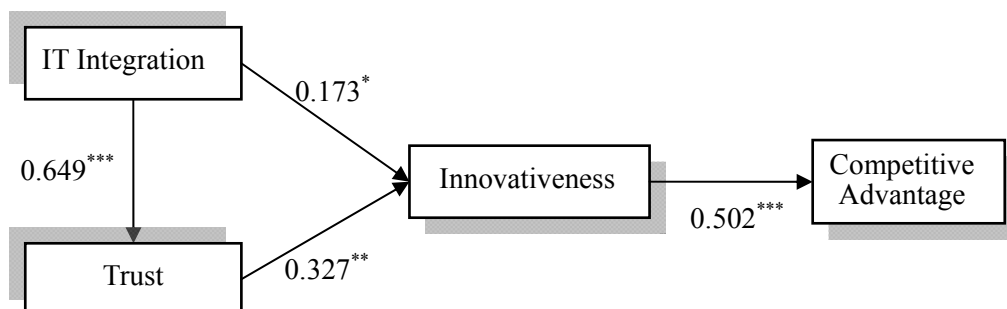 IT Integration
0.173*
0.649***
Innovativeness
Competitive
Advantage
0.502***
Trust
0.327**